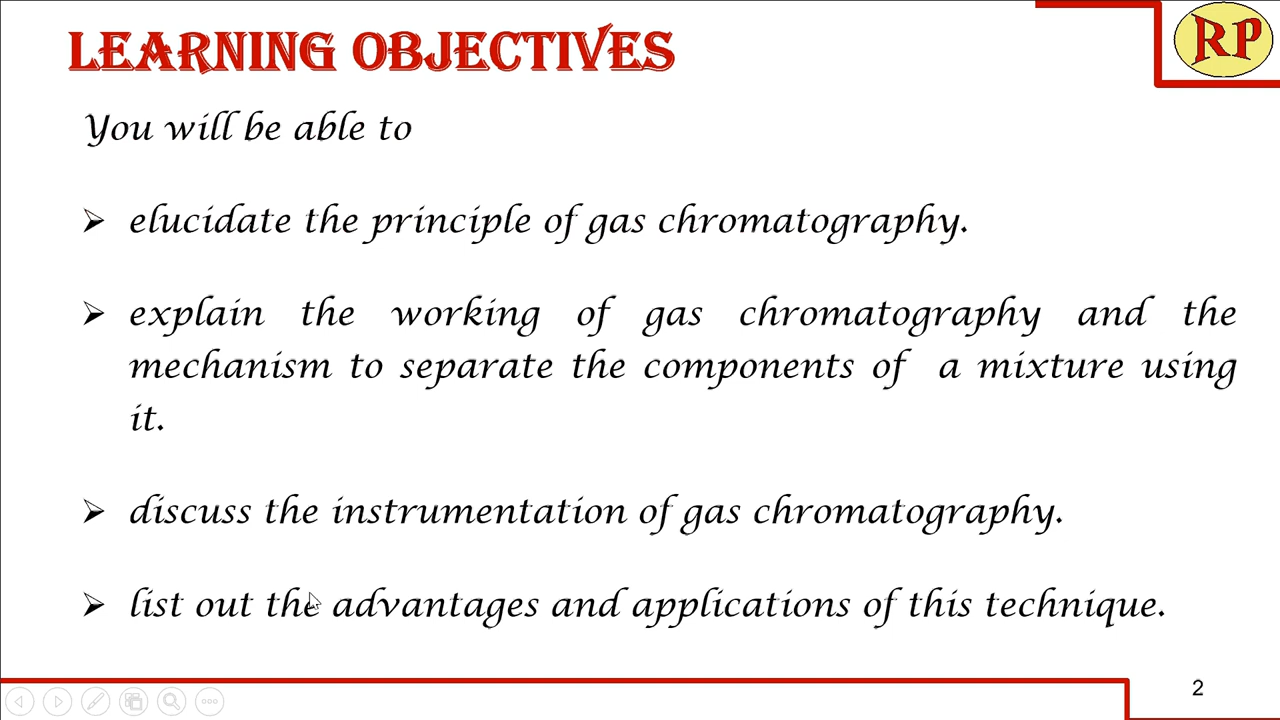 LEARNING OBJECTIVES
RP
You will be able to
➢ elucidate the principle of gas chromatography.
➢ explain the working of gas chromatography and the
mechanism to separate the components of a mixture using
it.
➢ discuss the instrumentation of gas chromatography.
➢ list out the advantages and applications of this technique.
2